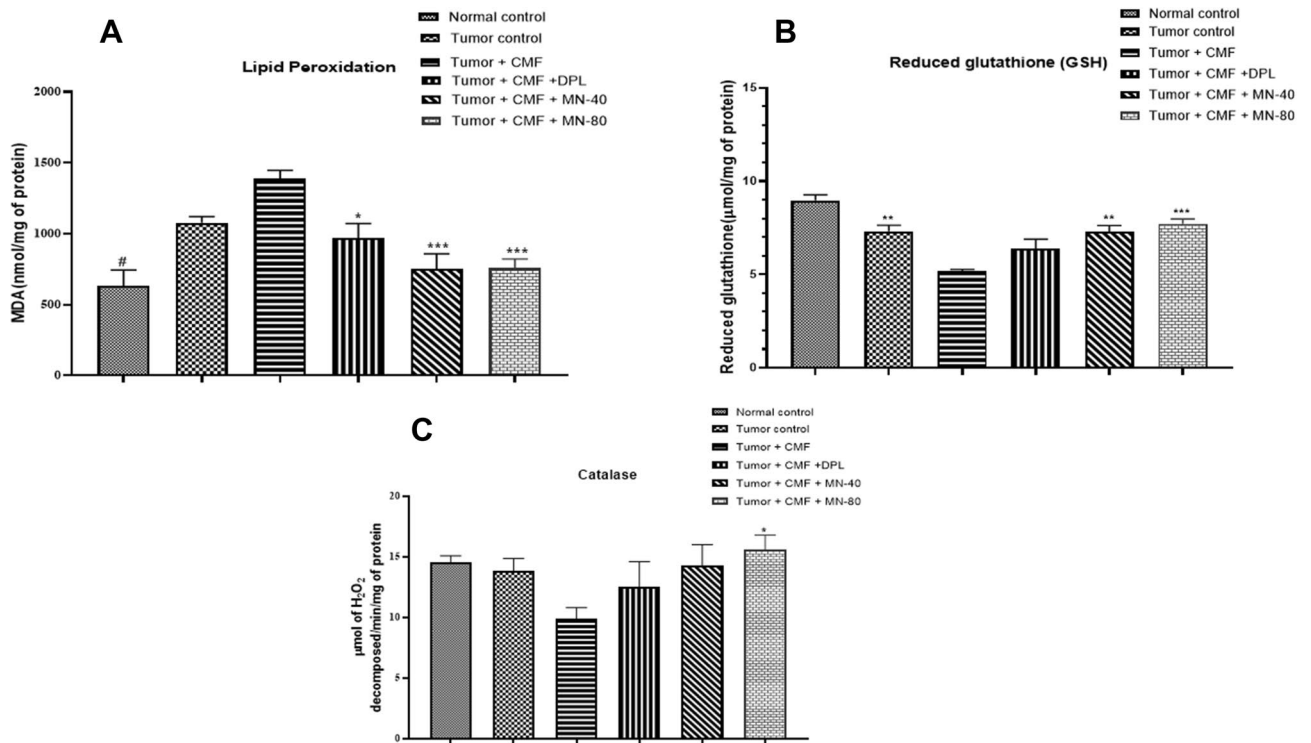 A
Normal control
Tumor control
Tumor + CMF
Tumor + CMF +DPL
Tumor + CMF + MN-40
Tumor + CMF + MN-80
Lipid Peroxidation
MDA(nmol/mg of protein)
2000
1500
1000
500
0
#
*
***
***
B
Normal control
Tumor control
Tumor + CMF
Tumor + CMF +DPL
Tumor + CMF + MN-40
Tumor + CMF + MN-80
Reduced glutathione (GSH)
Reduced glutathione(μmol/mg of protein)
15
10
5
0
**
**
***
C
Normal control
Tumor control
Tumor + CMF
Tumor + CMF +DPL
Tumor + CMF + MN-40
Tumor + CMF + MN-80
Catalase
μmol of H₂O₂
decomposed/min/mg of protein
20
15
10
5
0
*